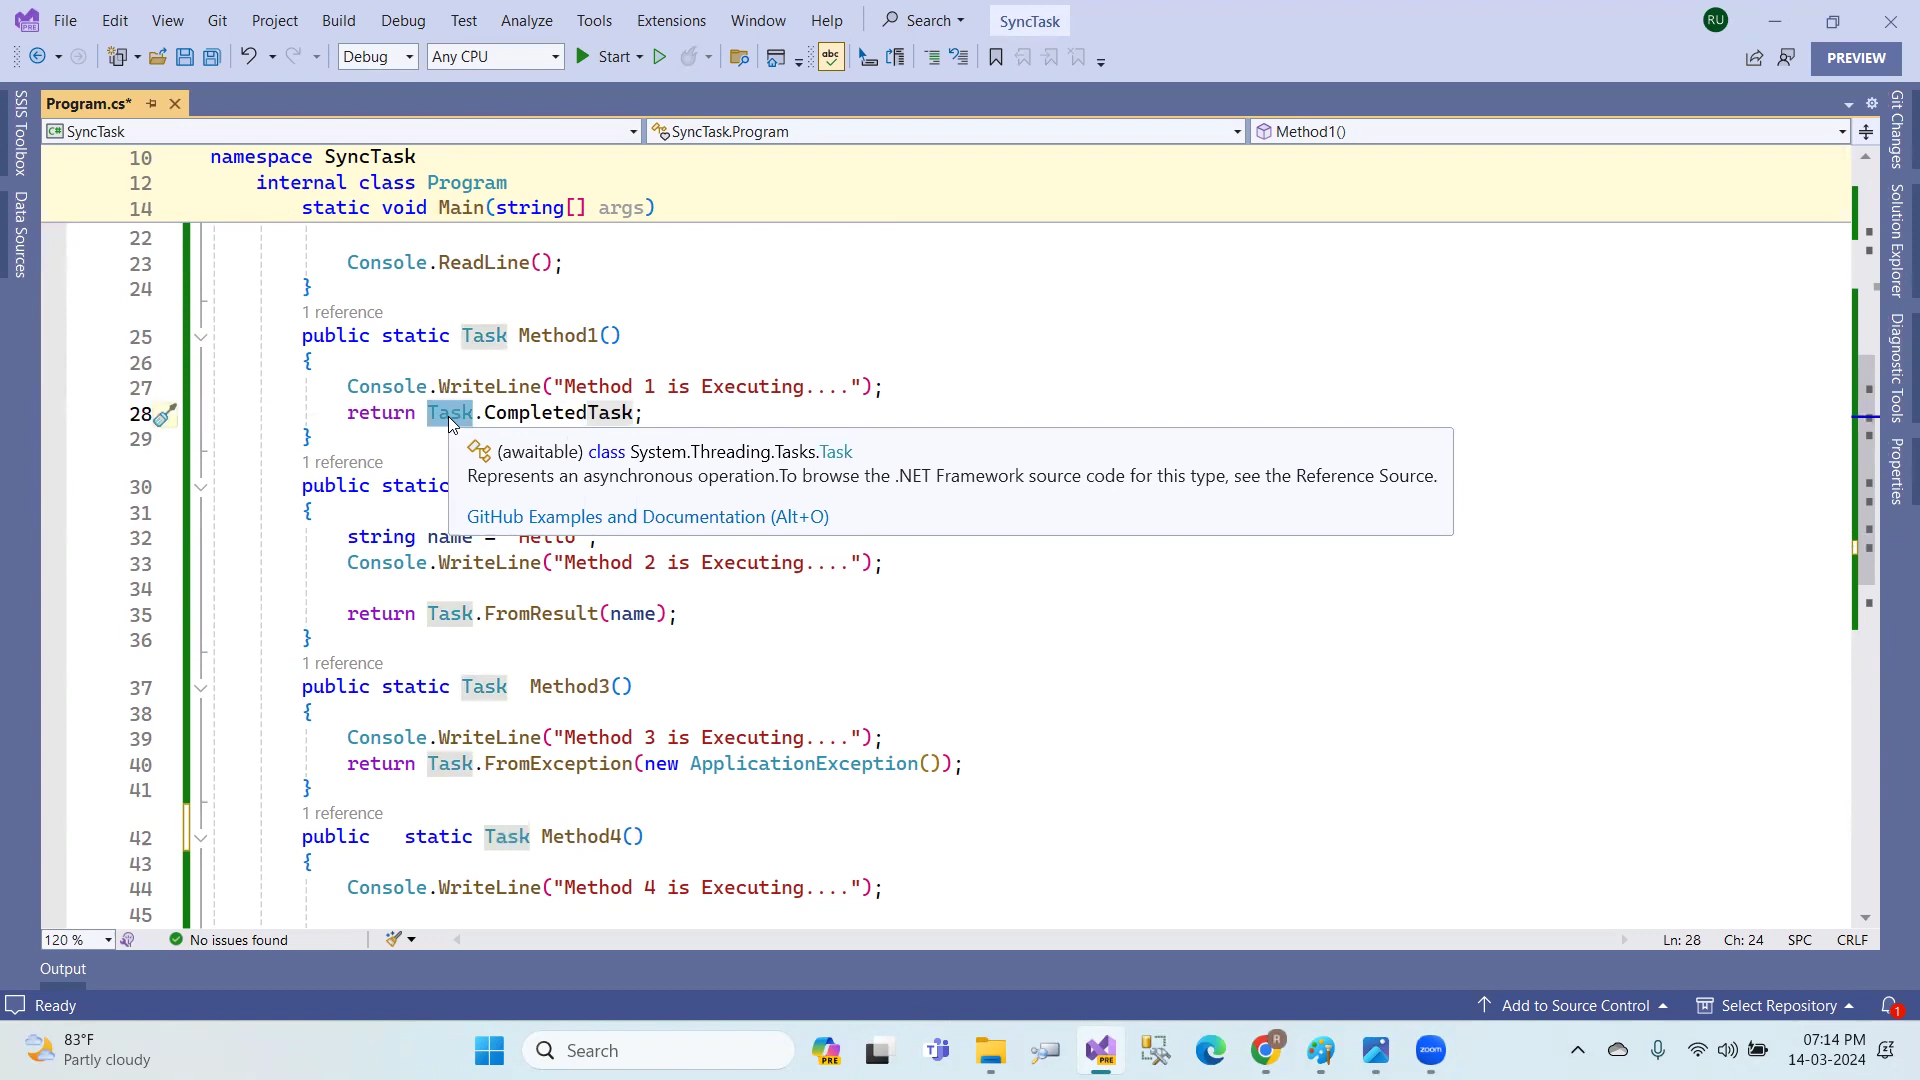 File Edit View Git Project Build Debug Test Analyze Tools Extensions Window Help Search SyncTask RU
Debug Any CPU Start abc PREVIEW
Program.cs*
SyncTask SyncTask.Program Method1()
10 namespace SyncTask
12 internal class Program
14 static void Main(string[] args)
22
23 Console.ReadLine();
24 }
1 reference
25 public static Task Method1()
26 {
27 Console.WriteLine("Method 1 is Executing....");
28 return Task.CompletedTask;
29 }
(awaitable) class System.Threading.Tasks.Task
Represents an asynchronous operation.To browse the .NET Framework source code for this type, see the Reference Source.
GitHub Examples and Documentation (Alt+O)
1 reference
30 public static
31 {
32 string name = "Hello";
33 Console.WriteLine("Method 2 is Executing....");
34
35 return Task.FromResult(name);
36 }
1 reference
37 public static Task  Method3()
38 {
39 Console.WriteLine("Method 3 is Executing....");
40 return Task.FromException(new ApplicationException());
41 }
1 reference
42 public   static Task Method4()
43 {
44 Console.WriteLine("Method 4 is Executing....");
45
SSIS Toolbox
Data Sources
Git Changes
Solution Explorer
Diagnostic Tools
Properties
120 % No issues found Ln: 28 Ch: 24 SPC CRLF
Output
Ready Add to Source Control Select Repository 1
83°F
Partly cloudy
Search PRE PRE R zoom
07:14 PM
14-03-2024